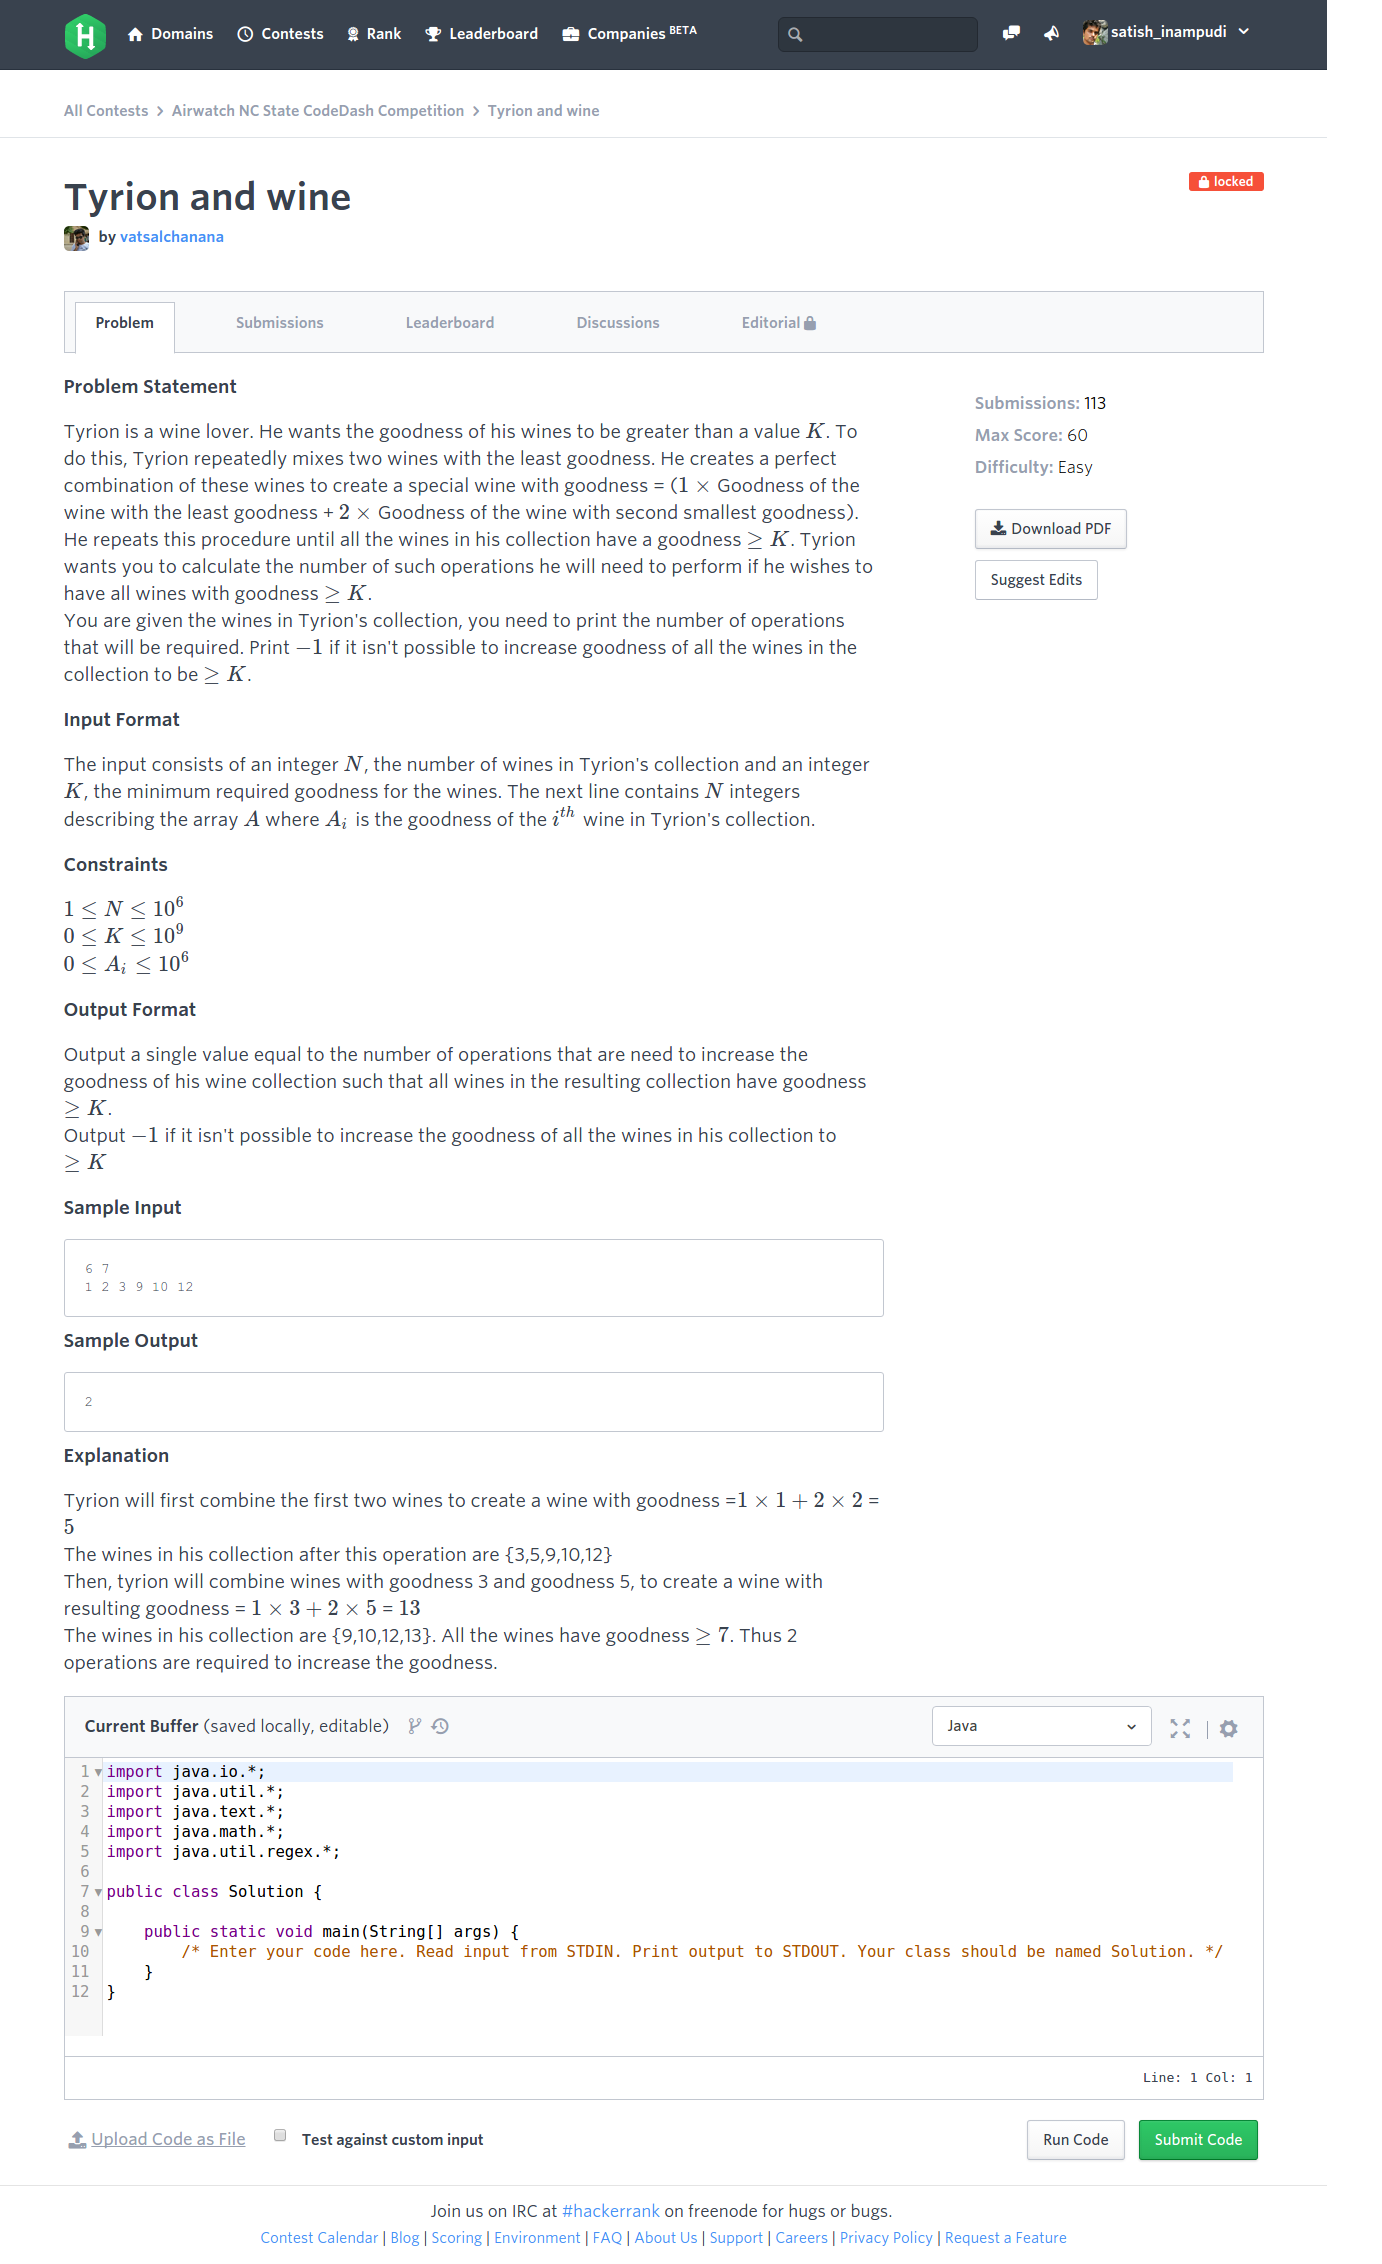 H Domains Contests Rank Leaderboard Companies BETA satish_inampudi
All Contests > Airwatch NC State CodeDash Competition > Tyrion and wine
Tyrion and wine
locked
by vatsalchanana
Problem Submissions Leaderboard Discussions Editorial
Problem Statement
Submissions: 113
Max Score: 60
Difficulty: Easy
Download PDF
Suggest Edits
Tyrion is a wine lover. He wants the goodness of his wines to be greater than a value K. To
do this, Tyrion repeatedly mixes two wines with the least goodness. He creates a perfect
combination of these wines to create a special wine with goodness = (1 × Goodness of the
wine with the least goodness + 2 × Goodness of the wine with second smallest goodness).
He repeats this procedure until all the wines in his collection have a goodness ≥ K. Tyrion
wants you to calculate the number of such operations he will need to perform if he wishes to
have all wines with goodness ≥ K.
You are given the wines in Tyrion's collection, you need to print the number of operations
that will be required. Print −1 if it isn't possible to increase goodness of all the wines in the
collection to be ≥ K.
Input Format
The input consists of an integer N, the number of wines in Tyrion's collection and an integer
K, the minimum required goodness for the wines. The next line contains N integers
describing the array A where A_i is the goodness of the i^th wine in Tyrion's collection.
Constraints
1 ≤ N ≤ 10^6
0 ≤ K ≤ 10^9
0 ≤ A_i ≤ 10^6
Output Format
Output a single value equal to the number of operations that are need to increase the
goodness of his wine collection such that all wines in the resulting collection have goodness
≥ K.
Output −1 if it isn't possible to increase the goodness of all the wines in his collection to
≥ K
Sample Input
6 7
1 2 3 9 10 12
Sample Output
2
Explanation
Tyrion will first combine the first two wines to create a wine with goodness =1 × 1 + 2 × 2 =
5
The wines in his collection after this operation are {3,5,9,10,12}
Then, tyrion will combine wines with goodness 3 and goodness 5, to create a wine with
resulting goodness = 1 × 3 + 2 × 5 = 13
The wines in his collection are {9,10,12,13}. All the wines have goodness ≥ 7. Thus 2
operations are required to increase the goodness.
Current Buffer (saved locally, editable) Java
1 import java.io.*;
2 import java.util.*;
3 import java.text.*;
4 import java.math.*;
5 import java.util.regex.*;
6
7 public class Solution {
8
9     public static void main(String[] args) {
10         /* Enter your code here. Read input from STDIN. Print output to STDOUT. Your class should be named Solution. */
11     }
12 }
Line: 1 Col: 1
Upload Code as File Test against custom input Run Code Submit Code
Join us on IRC at #hackerrank on freenode for hugs or bugs.
Contest Calendar | Blog | Scoring | Environment | FAQ | About Us | Support | Careers | Privacy Policy | Request a Feature